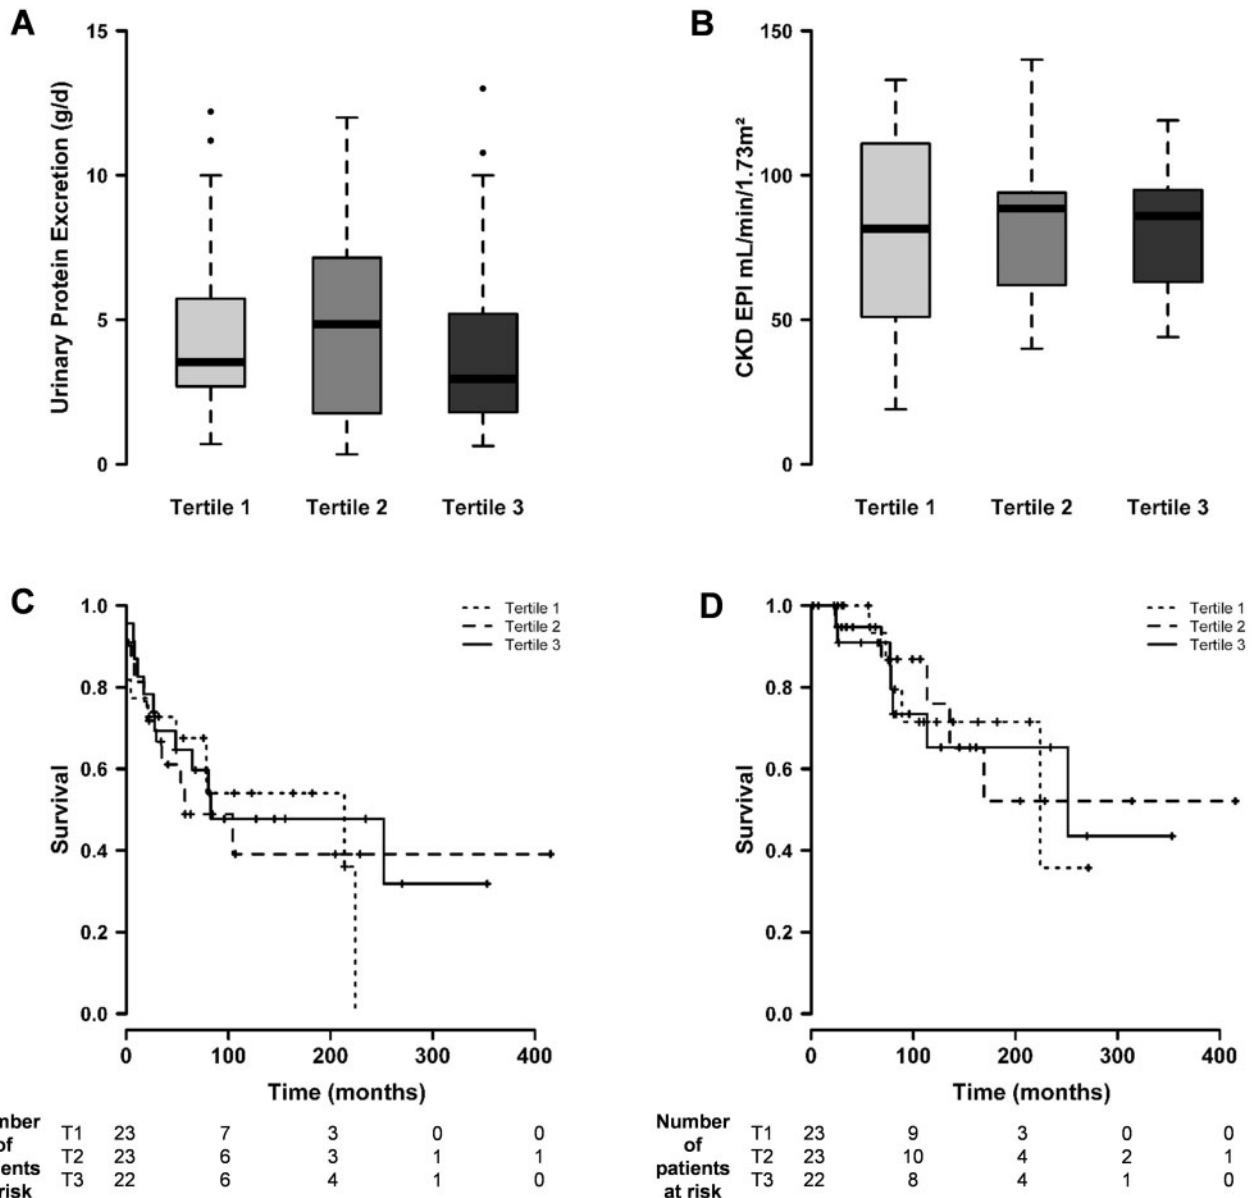 A
B
15
10
5
0
Urinary Protein Excretion (g/d)
Tertile 1
Tertile 2
Tertile 3
150
100
50
0
CKD EPI mL/min/1.73m²
Tertile 1
Tertile 2
Tertile 3
C
D
1.0
0.8
0.6
0.4
0.2
0.0
Survival
Tertile 1
Tertile 2
Tertile 3
0 100 200 300 400
Time (months)
1.0
0.8
0.6
0.4
0.2
0.0
Survival
Tertile 1
Tertile 2
Tertile 3
0 100 200 300 400
Time (months)
mber
of
ents
risk
T1 23 7 3 0 0
T2 23 6 3 1 1
T3 22 6 4 1 0
Number
of
patients
at risk
T1 23 9 3 0 0
T2 23 10 4 2 1
T3 22 8 4 1 0